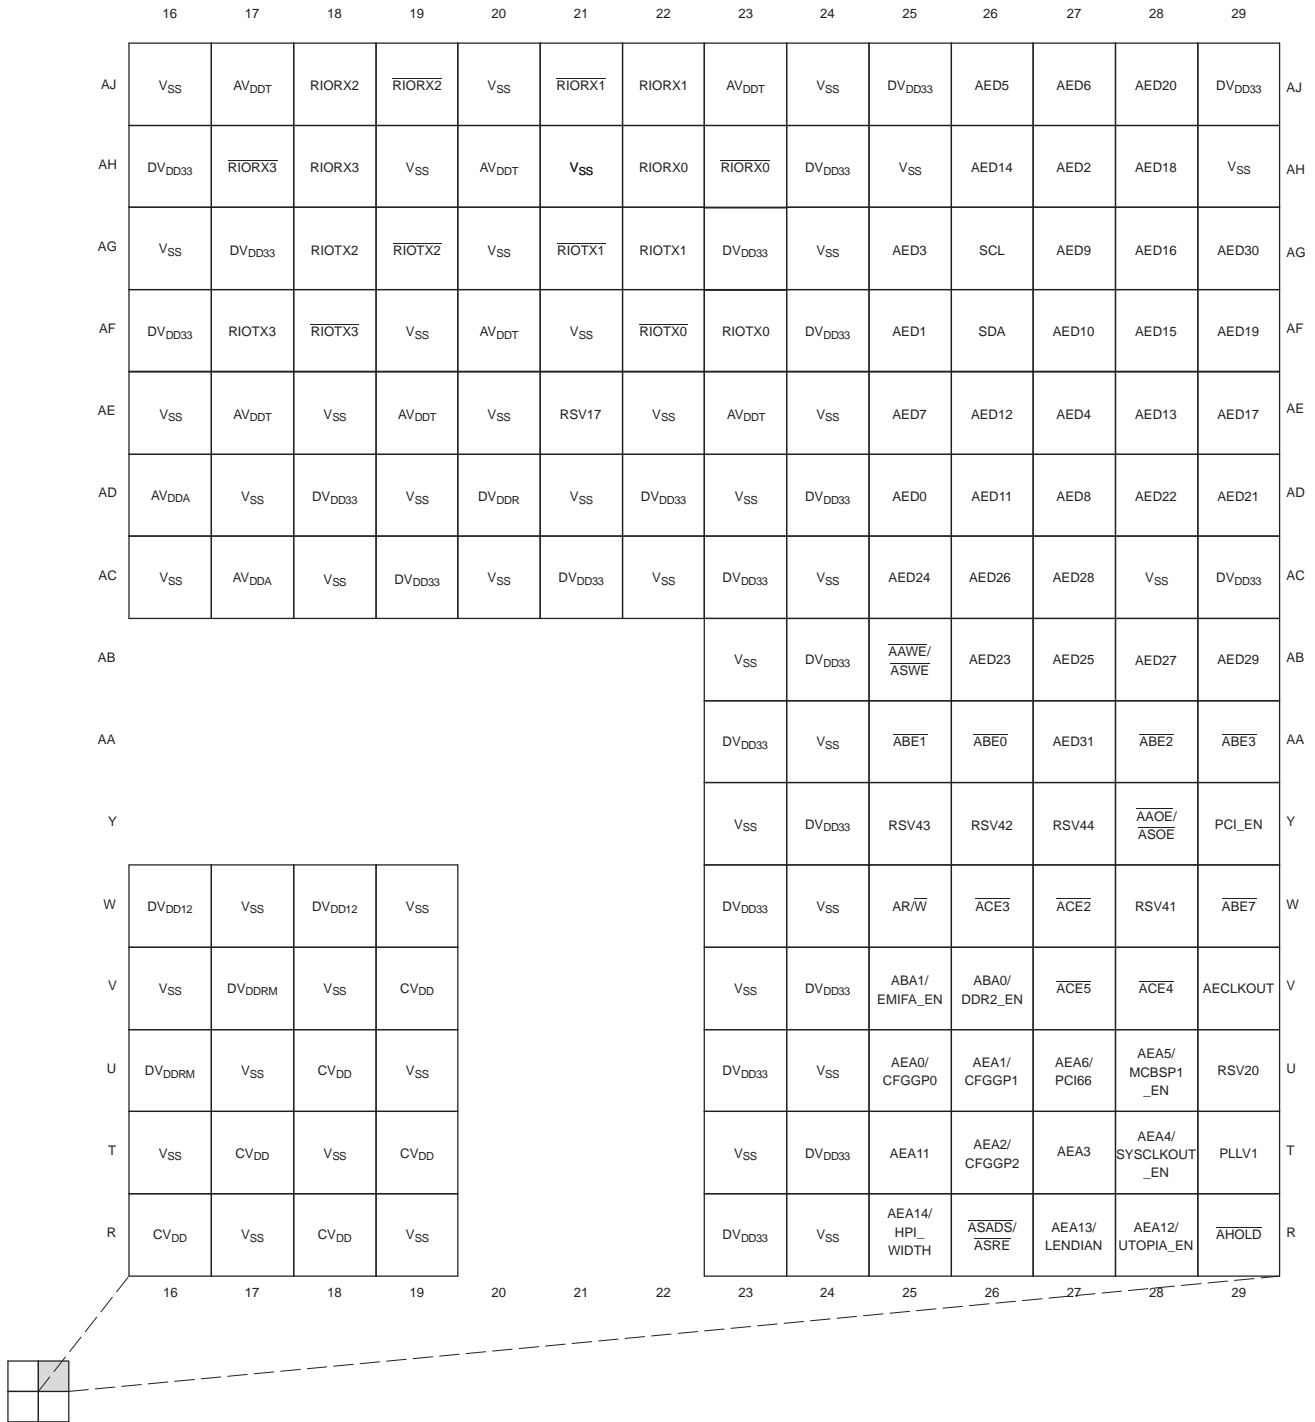 16 17 18 19 20 21 22 23 24 25 26 27 28 29
AJ VSS AVDDT RIORX2 RIORX2 VSS RIORX1 RIORX1 AVDDT VSS DVDD33 AED5 AED6 AED20 DVDD33 AJ
AH DVDD33 RIORX3 RIORX3 VSS AVDDT VSS RIORX0 RIORX0 DVDD33 VSS AED14 AED2 AED18 VSS AH
AG VSS DVDD33 RIOTX2 RIOTX2 VSS RIOTX1 RIOTX1 DVDD33 VSS AED3 SCL AED9 AED16 AED30 AG
AF DVDD33 RIOTX3 RIOTX3 VSS AVDDT VSS RIOTX0 RIOTX0 DVDD33 AED1 SDA AED10 AED15 AED19 AF
AE VSS AVDDT VSS AVDDT VSS RSV17 VSS AVDDT VSS AED7 AED12 AED4 AED13 AED17 AE
AD AVDDA VSS DVDD33 VSS DVDDR VSS DVDD33 VSS DVDD33 AED0 AED11 AED8 AED22 AED21 AD
AC VSS AVDDA VSS DVDD33 VSS DVDD33 VSS DVDD33 VSS AED24 AED26 AED28 VSS DVDD33 AC
AB VSS DVDD33 AAWE/ ASWE AED23 AED25 AED27 AED29 AB
AA DVDD33 VSS ABE1 ABE0 AED31 ABE2 ABE3 AA
Y VSS DVDD33 RSV43 RSV42 RSV44 AAOE/ ASOE PCI_EN Y
W DVDD12 VSS DVDD12 VSS DVDD33 VSS AR/W ACE3 ACE2 RSV41 ABE7 W
V VSS DVDDRM VSS CVDD VSS DVDD33 ABA1/ EMIFA_EN ABA0/ DDR2_EN ACE5 ACE4 AECLKOUT V
U DVDDRM VSS CVDD VSS DVDD33 VSS AEA0/ CFGGP0 AEA1/ CFGGP1 AEA6/ PCI66 AEA5/ MCBSP1 _EN RSV20 U
T VSS CVDD VSS CVDD VSS DVDD33 AEA11 AEA2/ CFGGP2 AEA3 AEA4/ SYSCLKOUT _EN PLLV1 T
R CVDD VSS CVDD VSS DVDD33 VSS AEA14/ HPI_ WIDTH ASADS/ ASRE AEA13/ LENDIAN AEA12/ UTOPIA_EN AHOLD R
16 17 18 19 20 21 22 23 24 25 26 27 28 29